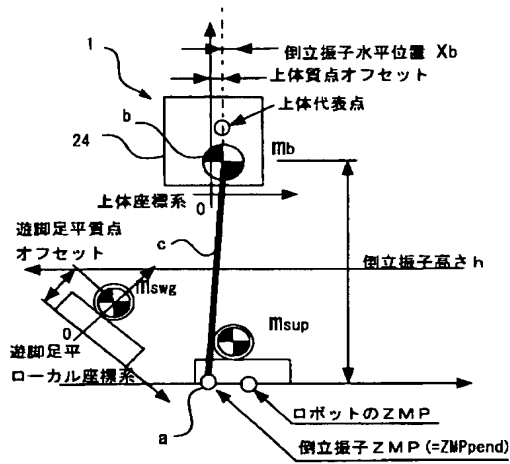 倒立振子水平位置 Xb
上体質点オフセット
1
上体代表点
b
24
mb
上体座標系
0
遊脚足平質点
オフセット
c
倒立振子高さh
mswg
msup
0
遊脚足平
ローカル座標系
ロボットのZMP
a
倒立振子ZMP(=ZMPpend)